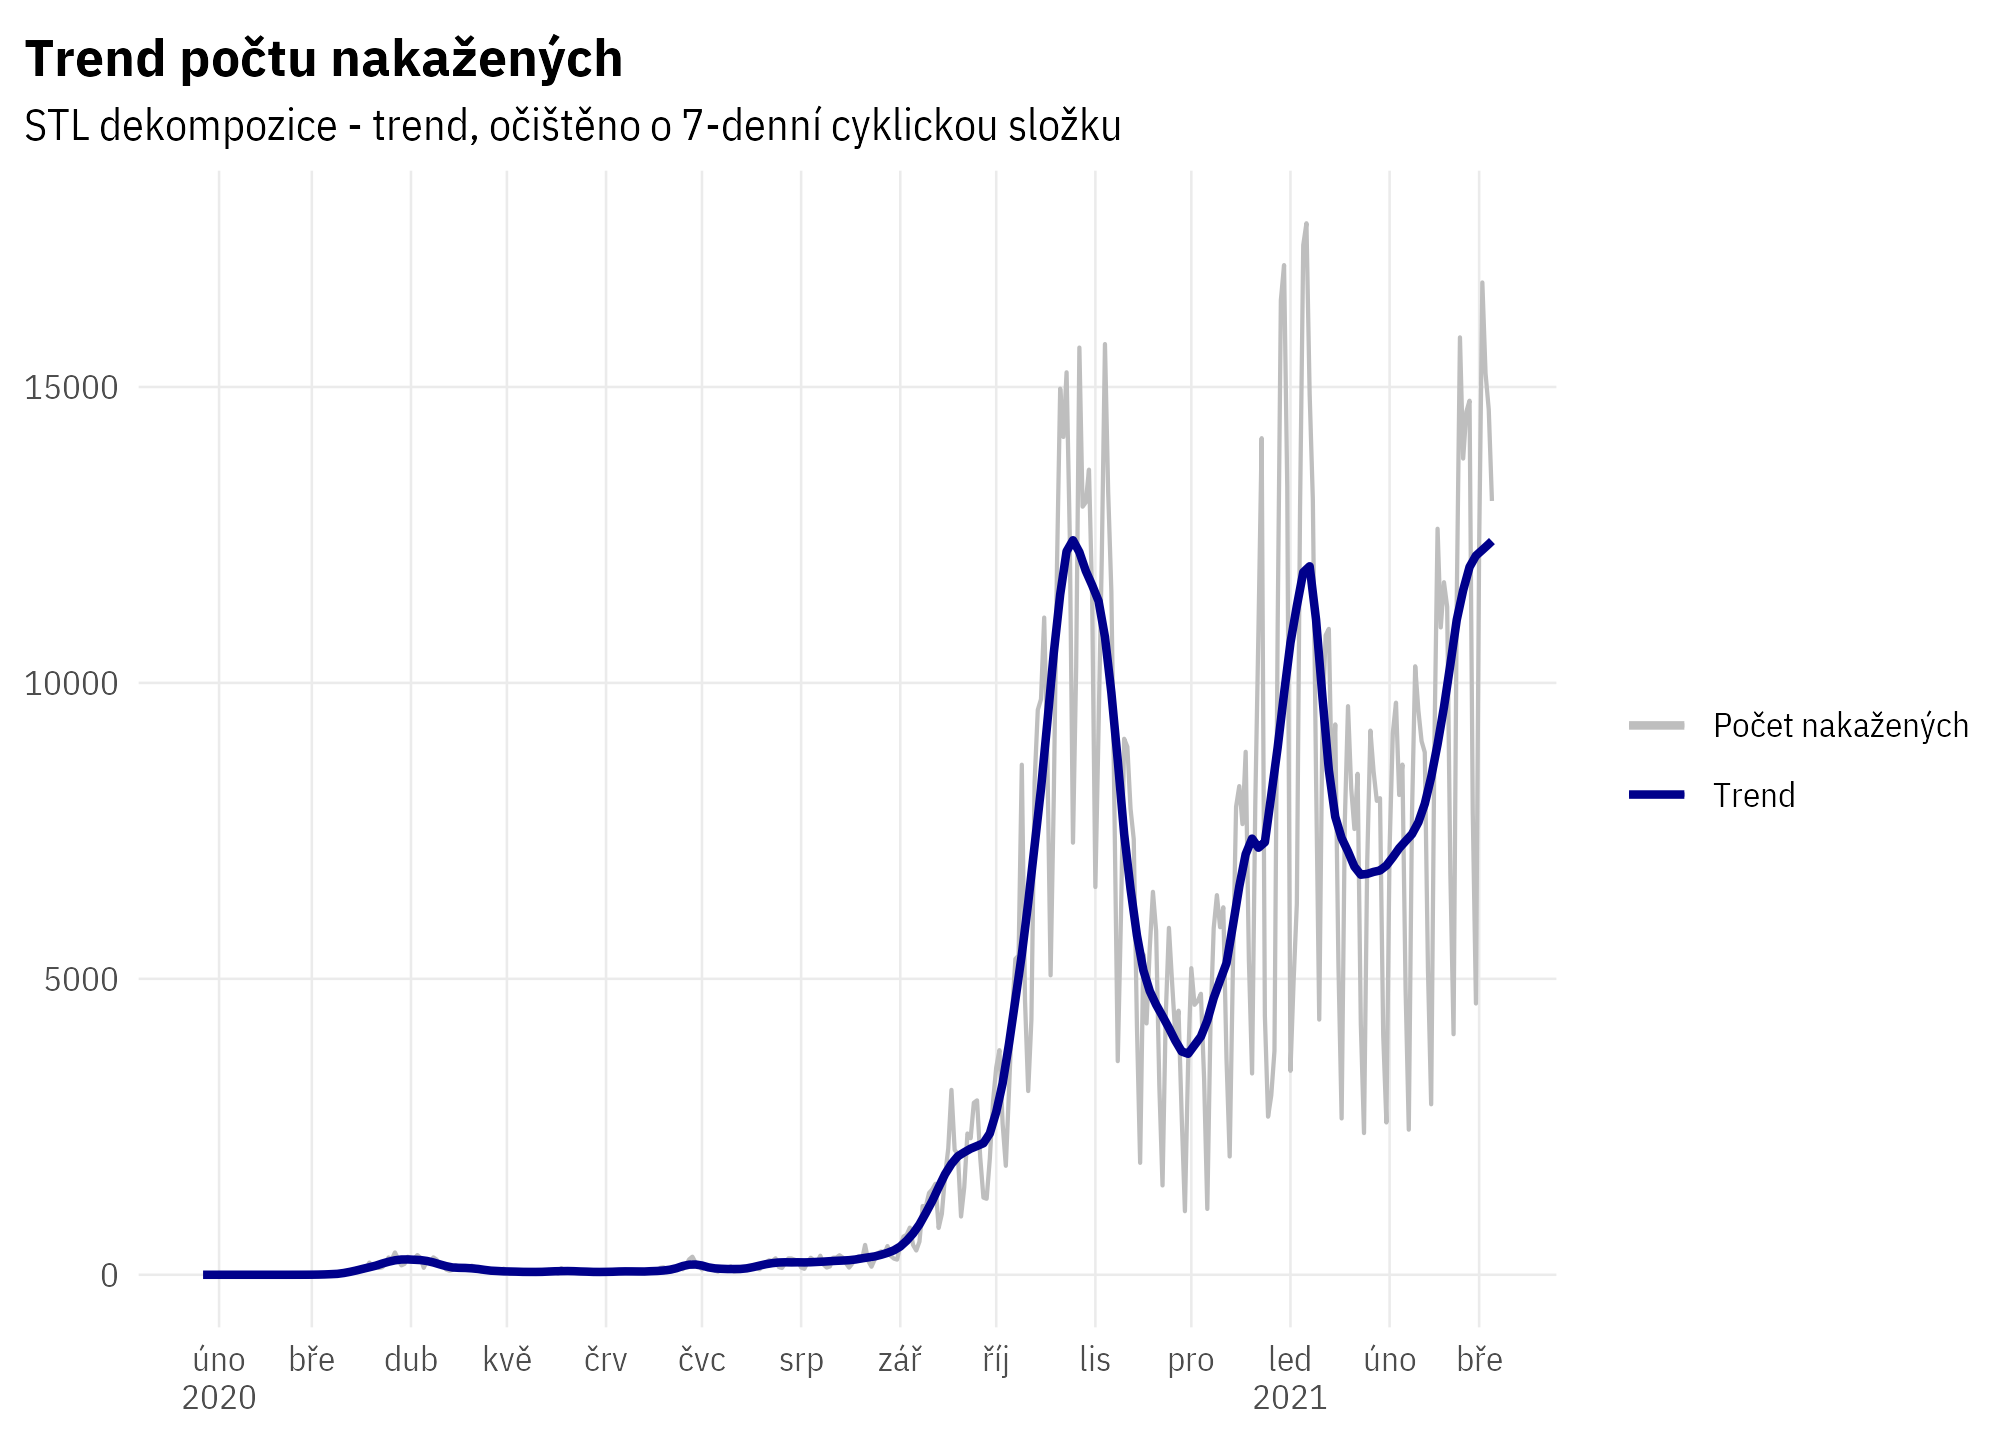 Trend počtu nakažených
STL dekompozice - trend, očištěno o 7-denní cyklickou složku
15000
10000
5000
0
úno bře dub kvě črv čvc srp zář říj lis pro led úno bře
2020 2021
Počet nakažených
Trend